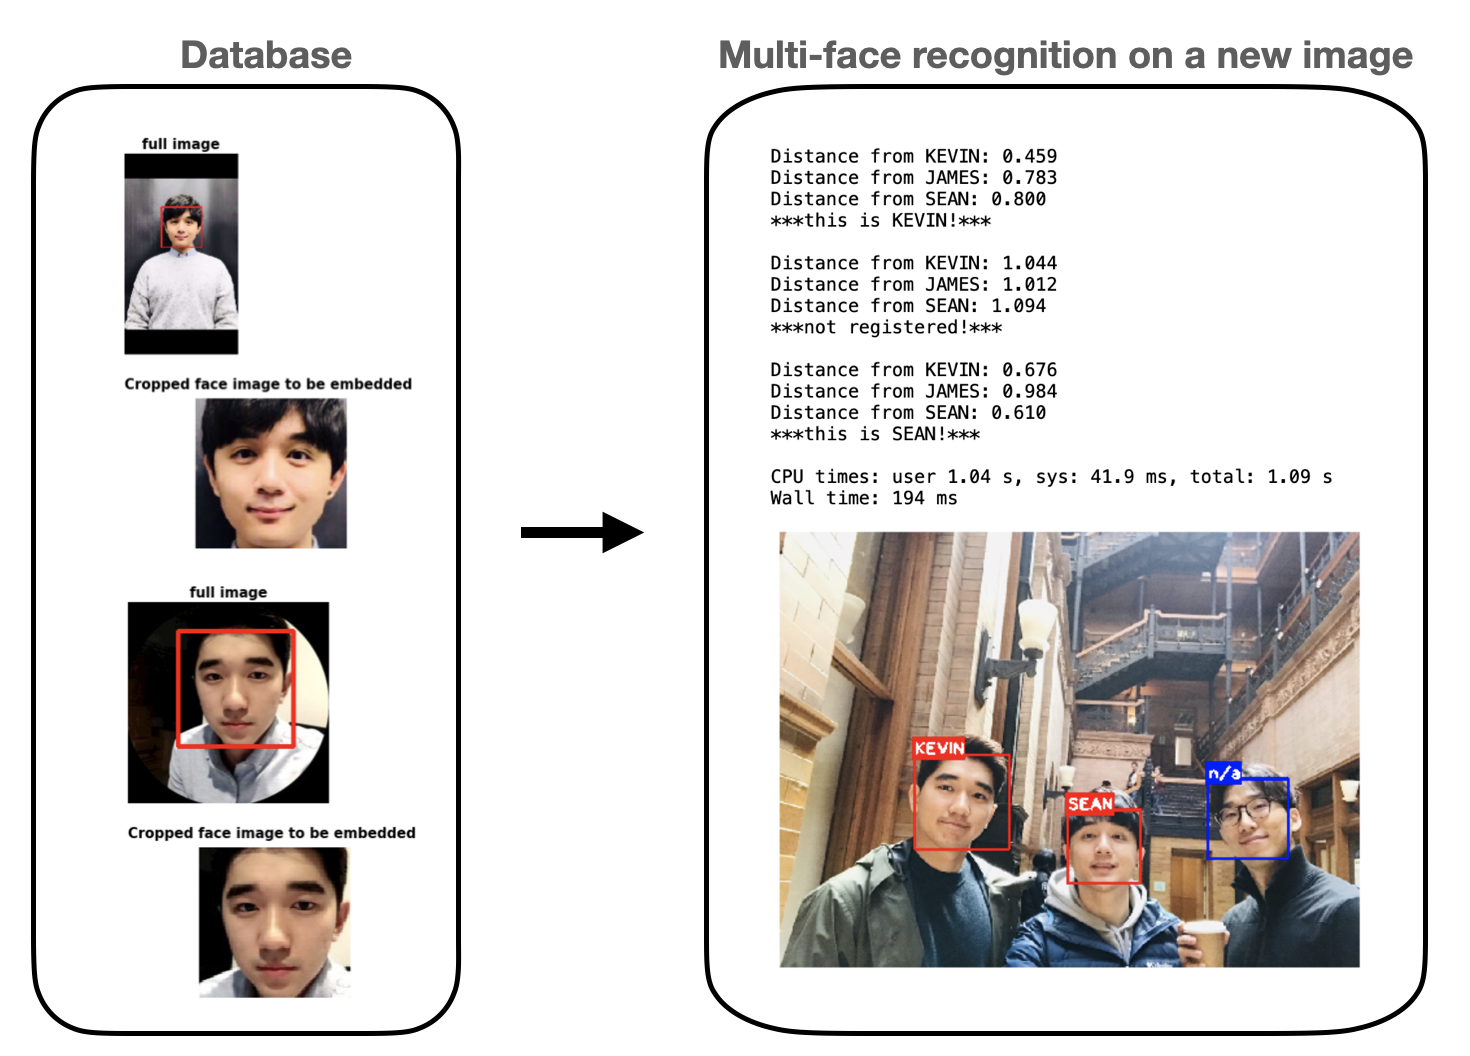 Database
full image
Cropped face image to be embedded
full image
Cropped face image to be embedded
Multi-face recognition on a new image
Distance from KEVIN: 0.459
Distance from JAMES: 0.783
Distance from SEAN: 0.800
***this is KEVIN!***
Distance from KEVIN: 1.044
Distance from JAMES: 1.012
Distance from SEAN: 1.094
***not registered!***
Distance from KEVIN: 0.676
Distance from JAMES: 0.984
Distance from SEAN: 0.610
***this is SEAN!***
CPU times: user 1.04 s, sys: 41.9 ms, total: 1.09 s
Wall time: 194 ms
KEVIN
SEAN
n/a